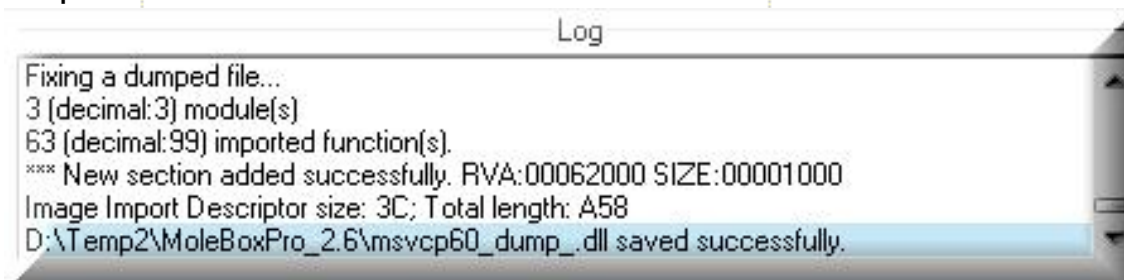 Log
Fixing a dumped file...
3 (decimal:3) module(s)
63 (decimal:99) imported function(s).
*** New section added successfully. RVA:00062000 SIZE:00001000
Image Import Descriptor size: 3C; Total length: A58
D:\Temp2\MoleBoxPro_2.6\msvcp60_dump_.dll saved successfully.